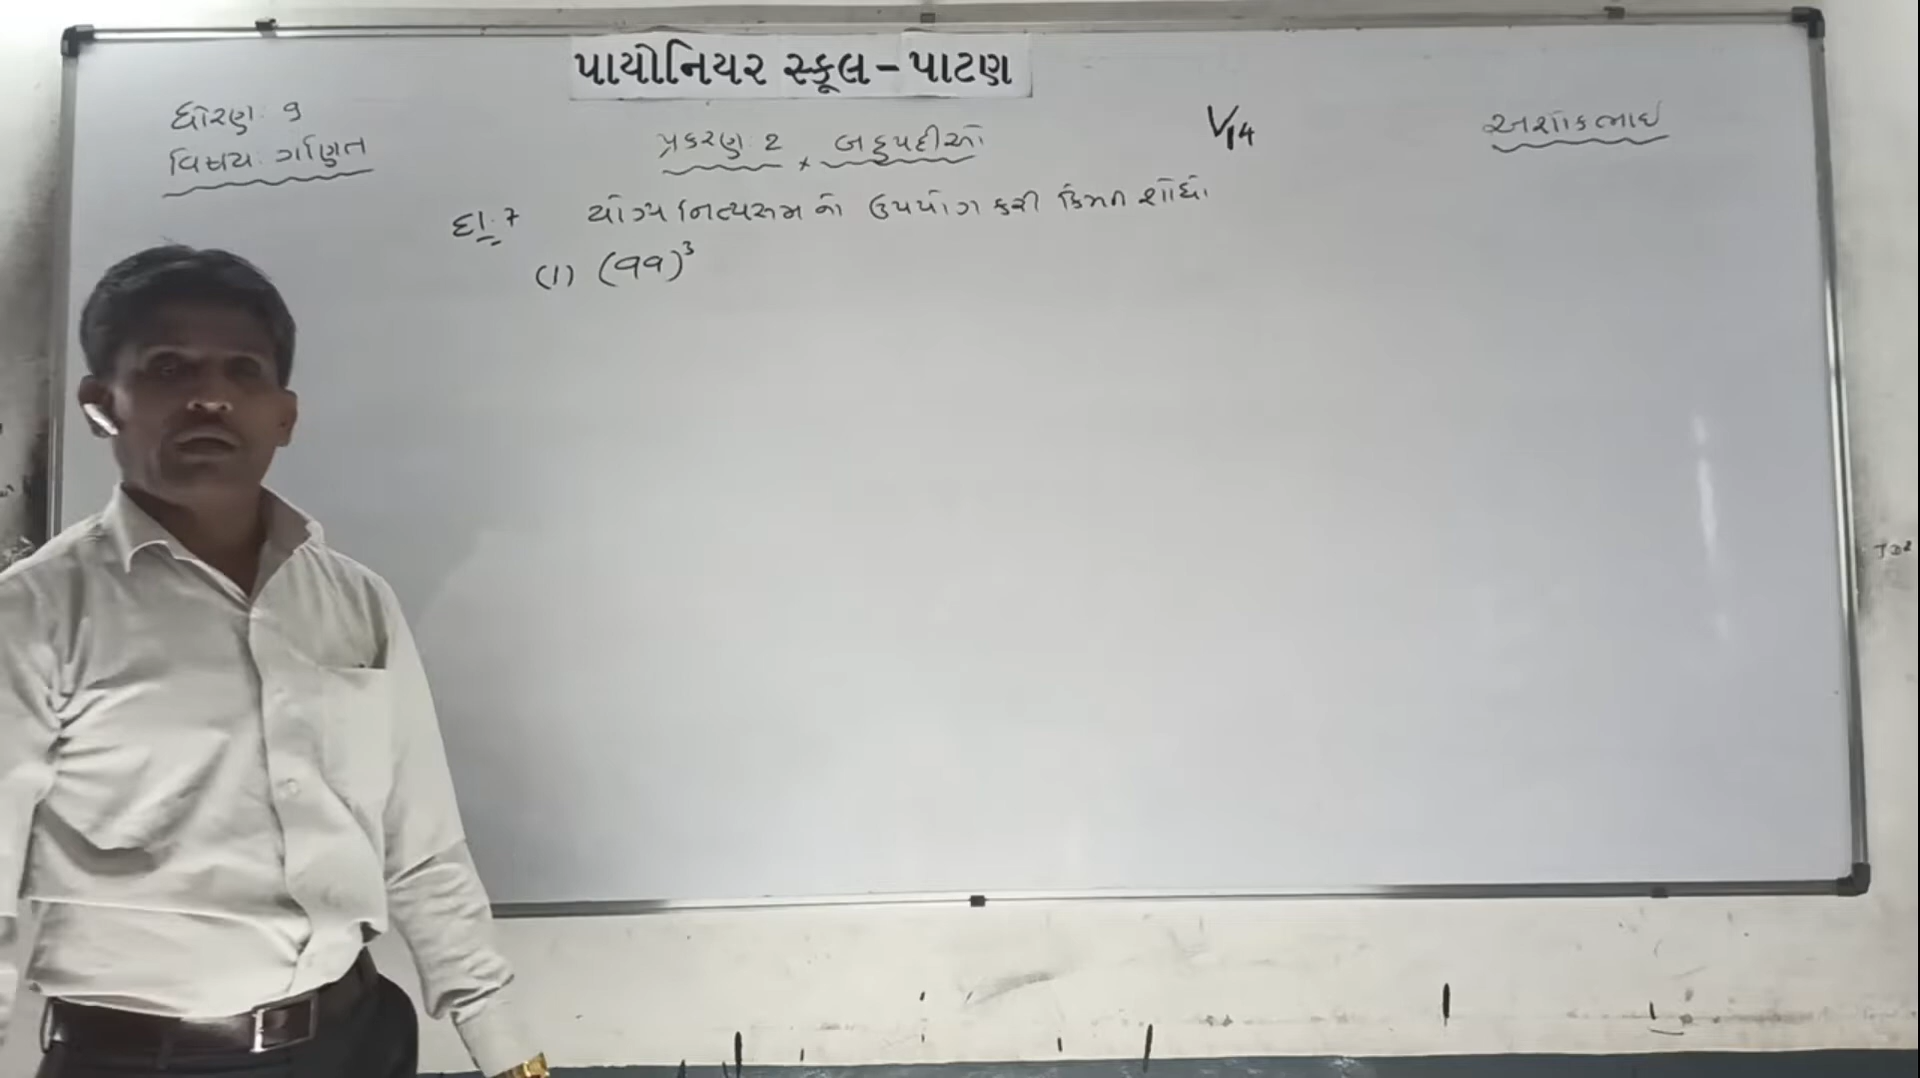 પાયોનિયર સ્કૂલ - પાટણ
ધોરણ : 9
વિષય : ગણિત
પ્રકરણ : 2 બહુપદીઓ
V14
અશોકભાઈ
દા. 7 યોગ્ય નિત્યસમ નો ઉપયોગ કરી કિંમત શોધો
(1) (99)³